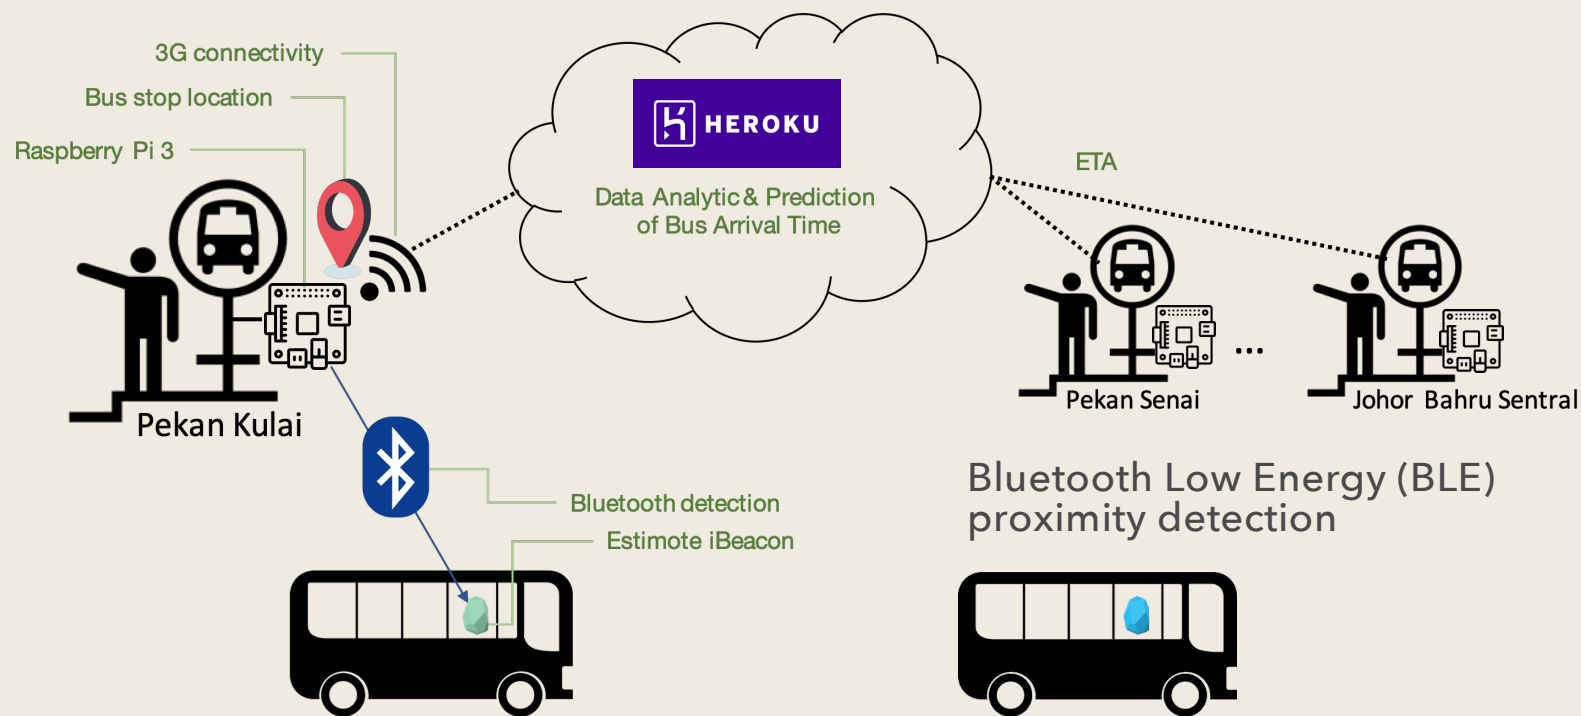 3G connectivity
Bus stop location
Raspberry Pi 3
HEROKU
Data Analytic & Prediction
of Bus Arrival Time
ETA
Pekan Kulai
Pekan Senai
...
Johor Bahru Sentral
Bluetooth Low Energy (BLE)
proximity detection
Bluetooth detection
Estimote iBeacon